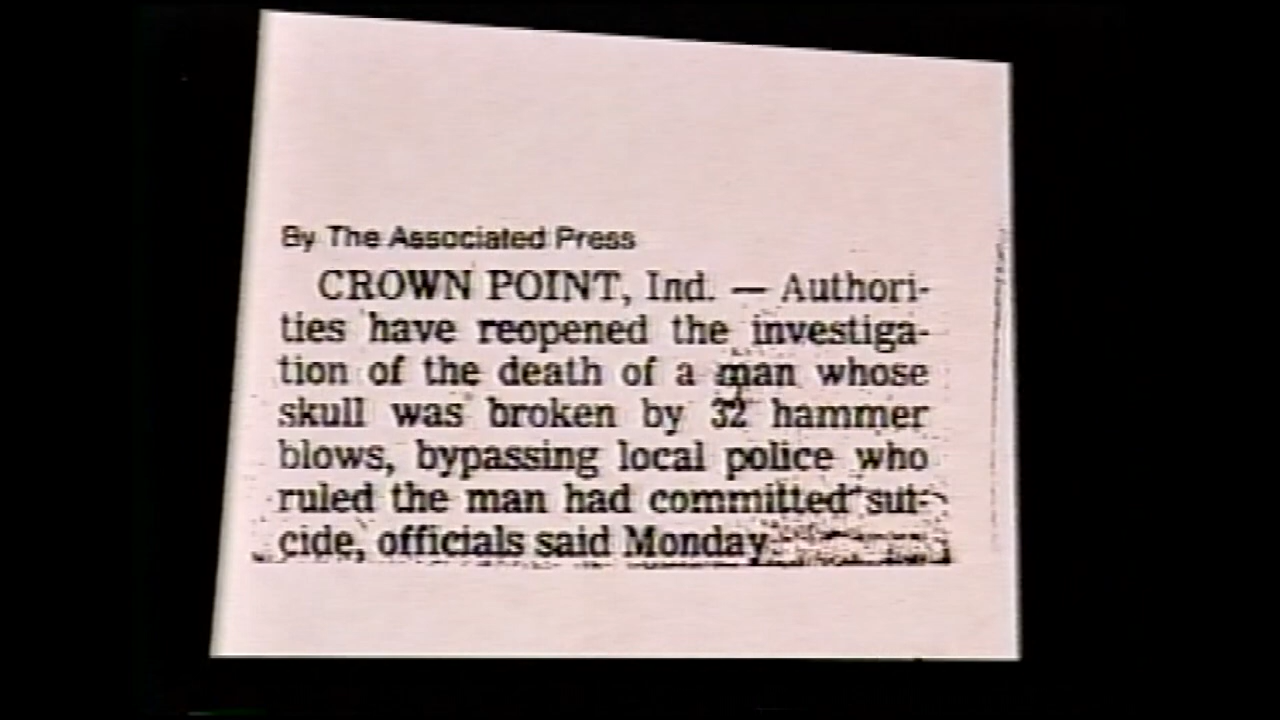 By The Associated Press
CROWN POINT, Ind. — Authori-
ties have reopened the investiga-
tion of the death of a man whose
skull was broken by 32 hammer
blows, bypassing local police who
ruled the man had committed sui-
cide, officials said Monday.